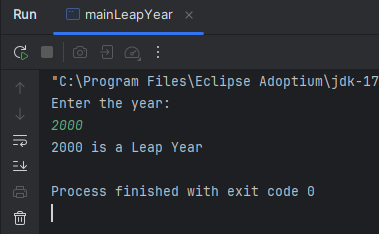 Run mainLeapYear
"C:\Program Files\Eclipse Adoptium\jdk-17
Enter the year:
2000
2000 is a Leap Year
Process finished with exit code 0